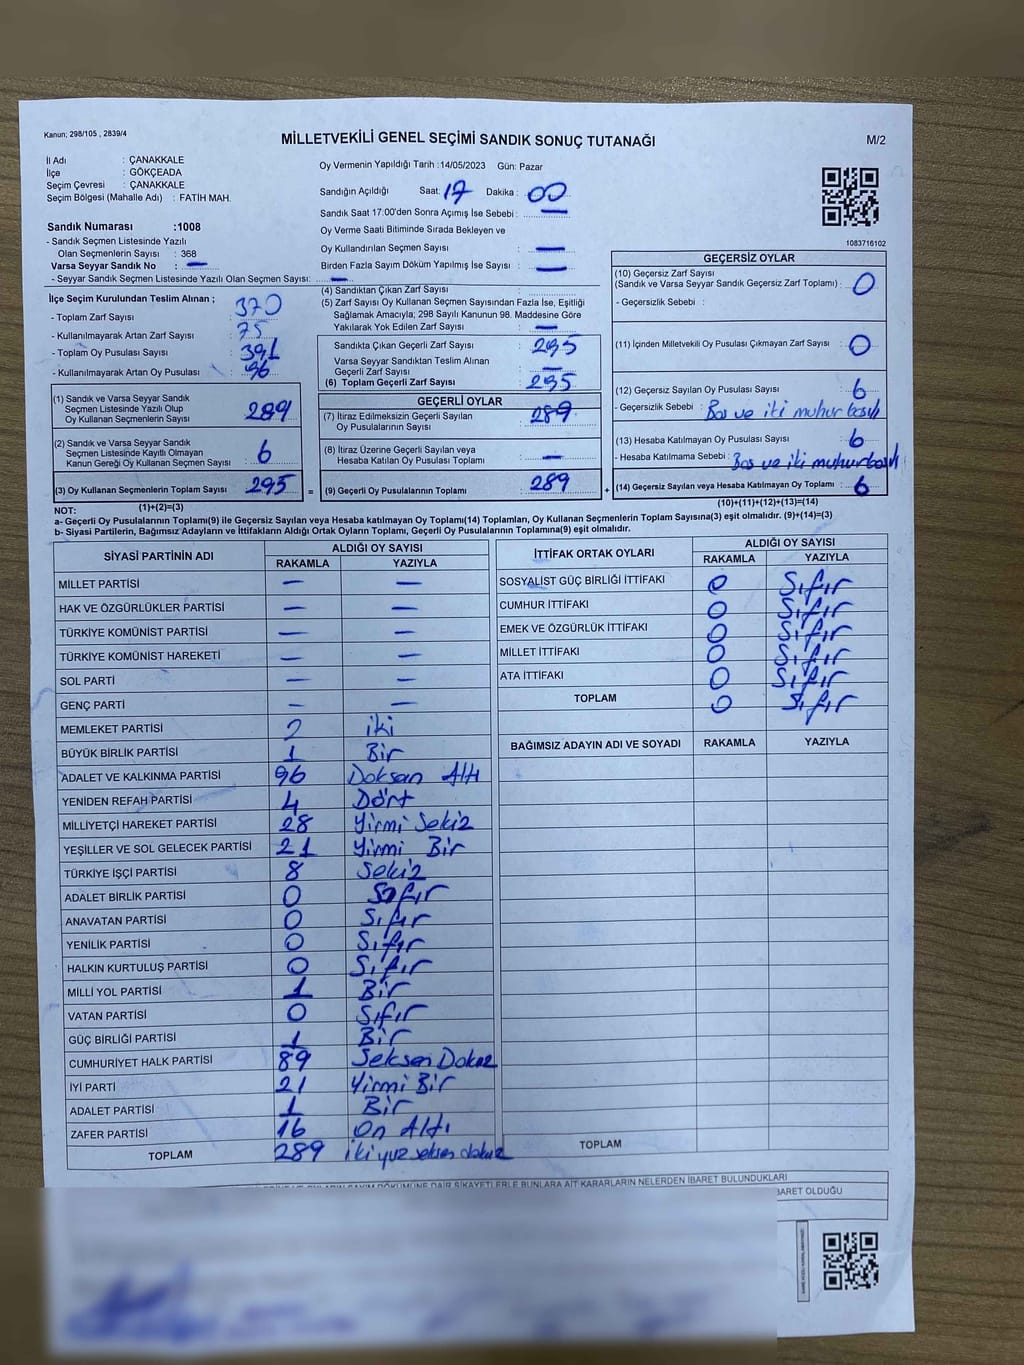 Kanun; 298/105 , 2839/4
MİLLETVEKİLİ GENEL SEÇİMİ SANDIK SONUÇ TUTANAĞI
M/2
İl Adı : ÇANAKKALE
İlçe : GÖKÇEADA
Seçim Çevresi : ÇANAKKALE
Seçim Bölgesi (Mahalle Adı) : FATİH MAH.
Sandık Numarası :1008
- Sandık Seçmen Listesinde Yazılı
Olan Seçmenlerin Sayısı : 368
Varsa Seyyar Sandık No : —
- Seyyar Sandık Seçmen Listesinde Yazılı Olan Seçmen Sayısı: —
Oy Vermenin Yapıldığı Tarih :14/05/2023 Gün: Pazar
Sandığın Açıldığı Saat: 17 Dakika : 00
Sandık Saat 17:00'den Sonra Açımış İse Sebebi : —
Oy Verme Saati Bitiminde Sırada Bekleyen ve
Oy Kullandırılan Seçmen Sayısı : —
Birden Fazla Sayım Döküm Yapılmış İse Sayısı : —
1083716102
İlçe Seçim Kurulundan Teslim Alınan ;
- Toplam Zarf Sayısı : 370
- Kullanılmayarak Artan Zarf Sayısı : 75
- Toplam Oy Pusulası Sayısı : 391
- Kullanılmayarak Artan Oy Pusulası : 96
(1) Sandık ve Varsa Seyyar Sandık
Seçmen Listesinde Yazılı Olup
Oy Kullanan Seçmenlerin Sayısı : 289
(2) Sandık ve Varsa Seyyar Sandık
Seçmen Listesinde Kayıtlı Olmayan
Kanun Gereği Oy Kullanan Seçmen Sayısı : 6
(3) Oy Kullanan Seçmenlerin Toplam Sayısı : 295
(1)+(2)=(3)
(4) Sandıktan Çıkan Zarf Sayısı :
(5) Zarf Sayısı Oy Kullanan Seçmen Sayısından Fazla İse, Eşitliği
Sağlamak Amacıyla; 298 Sayılı Kanunun 98. Maddesine Göre
Yakılarak Yok Edilen Zarf Sayısı : —
Sandıkta Çıkan Geçerli Zarf Sayısı : 295
Varsa Seyyar Sandıktan Teslim Alınan
Geçerli Zarf Sayısı : —
(6) Toplam Geçerli Zarf Sayısı : 295
GEÇERLİ OYLAR
(7) İtiraz Edilmeksizin Geçerli Sayılan
Oy Pusulasının Sayısı : 289
(8) İtiraz Üzerine Geçerli Sayılan veya
Hesaba Katılan Oy Pusulası Toplamı : —
= (9) Geçerli Oy Pusulalarının Toplamı : 289
GEÇERSİZ OYLAR
(10) Geçersiz Zarf Sayısı
(Sandık ve Varsa Seyyar Sandık Geçersiz Zarf Toplamı) : 0
- Geçersizlik Sebebi :
(11) İçinden Milletvekili Oy Pusulası Çıkmayan Zarf Sayısı : 0
(12) Geçersiz Sayılan Oy Pusulası Sayısı : 6
- Geçersizlik Sebebi : Bos ve iki muhur basılı
(13) Hesaba Katılmayan Oy Pusulası Sayısı : 6
- Hesaba Katılmama Sebebi : Bos ve iki muhur basılı
+ (14) Geçersiz Sayılan veya Hesaba Katılmayan Oy Toplamı : 6
(10)+(11)+(12)+(13)=(14)
NOT:
a- Geçerli Oy Pusulalarının Toplamı(9) ile Geçersiz Sayılan veya Hesaba katılmayan Oy Toplamı(14) Toplamları, Oy Kullanan Seçmenlerin Toplam Sayısına(3) eşit olmalıdır. (9)+(14)=(3)
b- Siyasi Partilerin, Bağımsız Adayların ve İttifakların Aldığı Ortak Oyların Toplamı, Geçerli Oy Pusulasının Toplamına(9) eşit olmalıdır.
SİYASİ PARTİNİN ADI ALDIĞI OY SAYISI
RAKAMLA YAZIYLA
MİLLET PARTİSİ — —
HAK VE ÖZGÜRLÜKLER PARTİSİ — —
TÜRKİYE KOMÜNİST PARTİSİ — —
TÜRKİYE KOMÜNİST HAREKETİ — —
SOL PARTİ — —
GENÇ PARTİ — —
MEMLEKET PARTİSİ 2 iki
BÜYÜK BİRLİK PARTİSİ 1 Bir
ADALET VE KALKINMA PARTİSİ 96 Doksan Altı
YENİDEN REFAH PARTİSİ 4 Dört
MİLLİYETÇİ HAREKET PARTİSİ 28 Yirmi Sekiz
YEŞİLLER VE SOL GELECEK PARTİSİ 21 Yirmi Bir
TÜRKİYE İŞÇİ PARTİSİ 8 Sekiz
ADALET BİRLİK PARTİSİ 0 Sıfır
ANAVATAN PARTİSİ 0 Sıfır
YENİLİK PARTİSİ 0 Sıfır
HALKIN KURTULUŞ PARTİSİ 0 Sıfır
MİLLİ YOL PARTİSİ 1 Bir
VATAN PARTİSİ 0 Sıfır
GÜÇ BİRLİĞİ PARTİSİ 1 Bir
CUMHURİYET HALK PARTİSİ 89 Seksen Dokuz
İYİ PARTİ 21 Yirmi Bir
ADALET PARTİSİ 1 Bir
ZAFER PARTİSİ 16 On Altı
TOPLAM 289 iki yuz seksen dokuz
İTTİFAK ORTAK OYLARI ALDIĞI OY SAYISI
RAKAMLA YAZIYLA
SOSYALİST GÜÇ BİRLİĞİ İTTİFAKI 0 Sıfır
CUMHUR İTTİFAKI 0 Sıfır
EMEK VE ÖZGÜRLÜK İTTİFAKI 0 Sıfır
MİLLET İTTİFAKI 0 Sıfır
ATA İTTİFAKI 0 Sıfır
TOPLAM 0 Sıfır
BAĞIMSIZ ADAYIN ADI VE SOYADI RAKAMLA YAZIYLA
TOPLAM
DÖKÜMÜNE DAİR ŞİKAYETLERLE BUNLARA AİT KARARLARIN NELERDEN İBARET BULUNDUKLARI
İBARET OLDUĞU